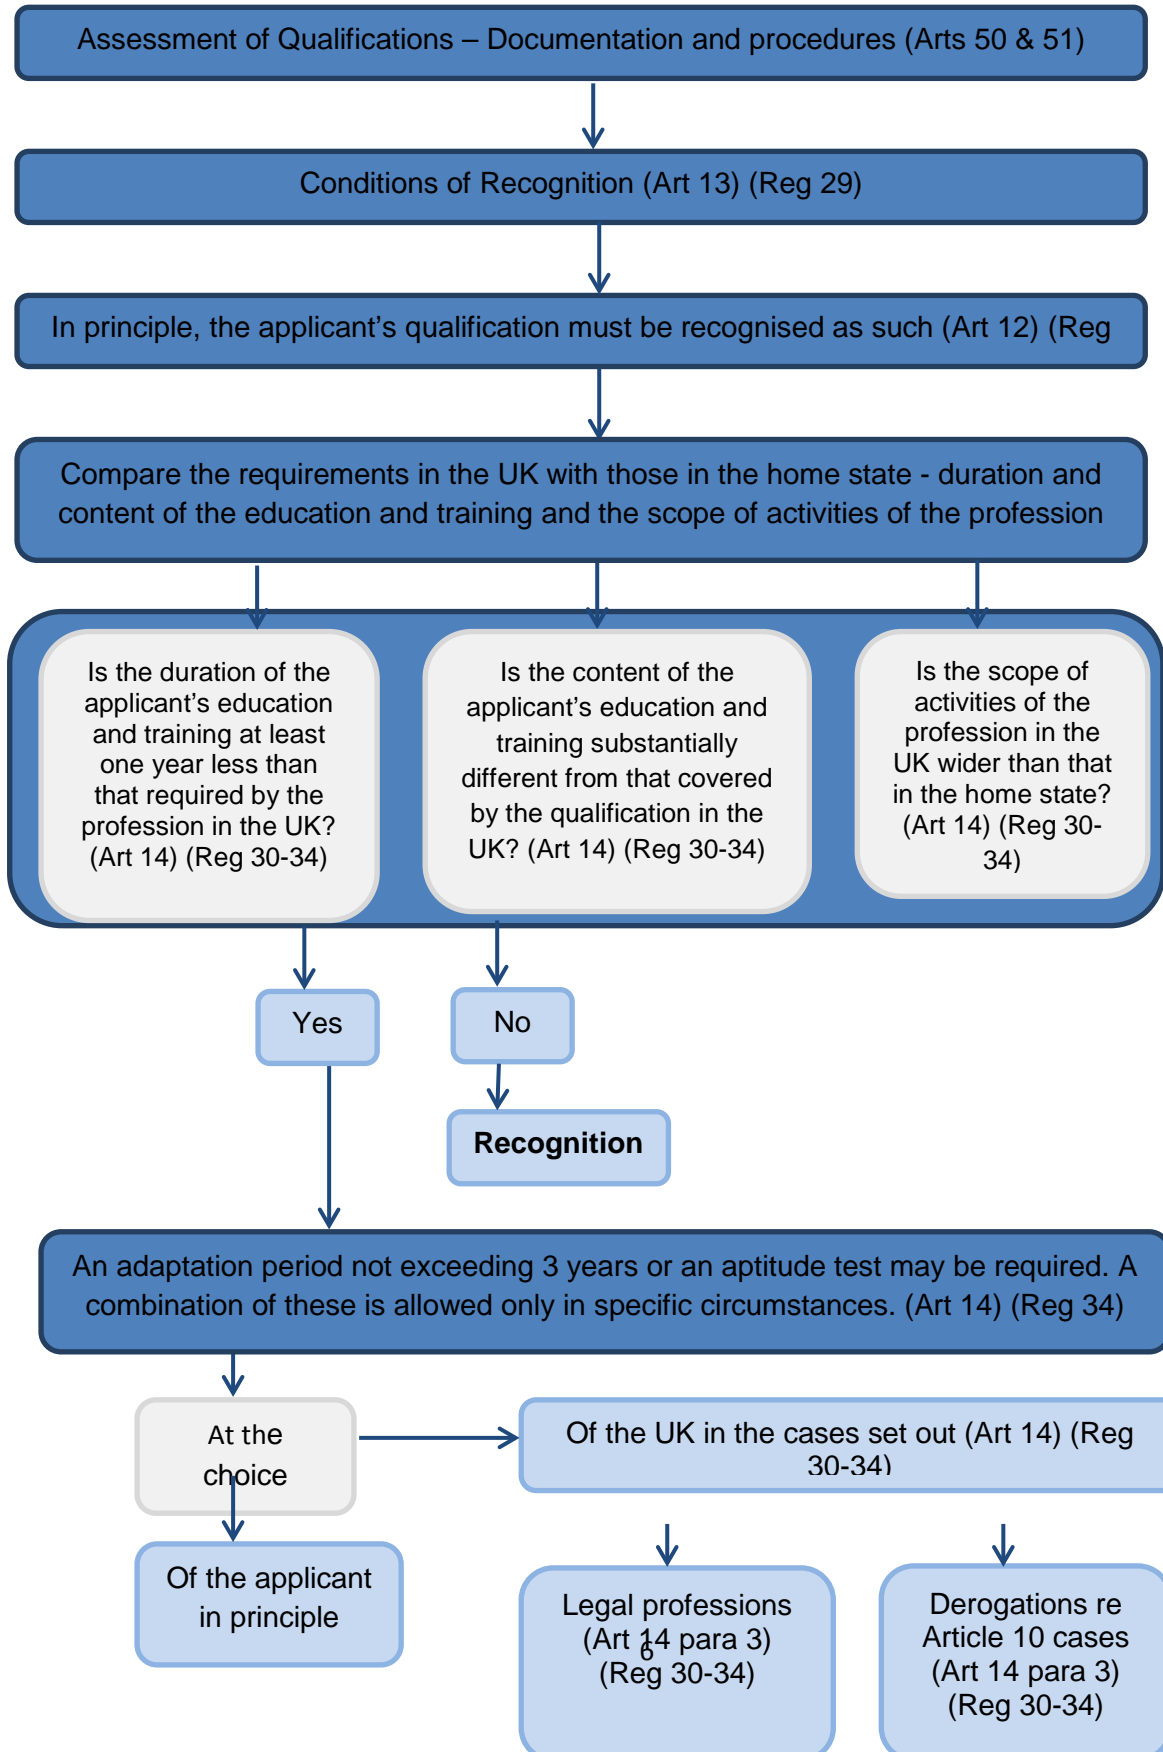 Assessment of Qualifications – Documentation and procedures (Arts 50 & 51)
Conditions of Recognition (Art 13) (Reg 29)
In principle, the applicant’s qualification must be recognised as such (Art 12) (Reg
Compare the requirements in the UK with those in the home state - duration and
content of the education and training and the scope of activities of the profession
Is the duration of the
applicant’s education
and training at least
one year less than
that required by the
profession in the UK?
(Art 14) (Reg 30-34)
Is the content of the
applicant’s education and
training substantially
different from that covered
by the qualification in the
UK? (Art 14) (Reg 30-34)
Is the scope of
activities of the
profession in the
UK wider than that
in the home state?
(Art 14) (Reg 30-
34)
Yes
No
Recognition
An adaptation period not exceeding 3 years or an aptitude test may be required. A
combination of these is allowed only in specific circumstances. (Art 14) (Reg 34)
At the
choice
Of the UK in the cases set out (Art 14) (Reg
30-34)
Of the applicant
in principle
Legal professions
(Art 14 para 3)
(Reg 30-34)
6
Derogations re
Article 10 cases
(Art 14 para 3)
(Reg 30-34)